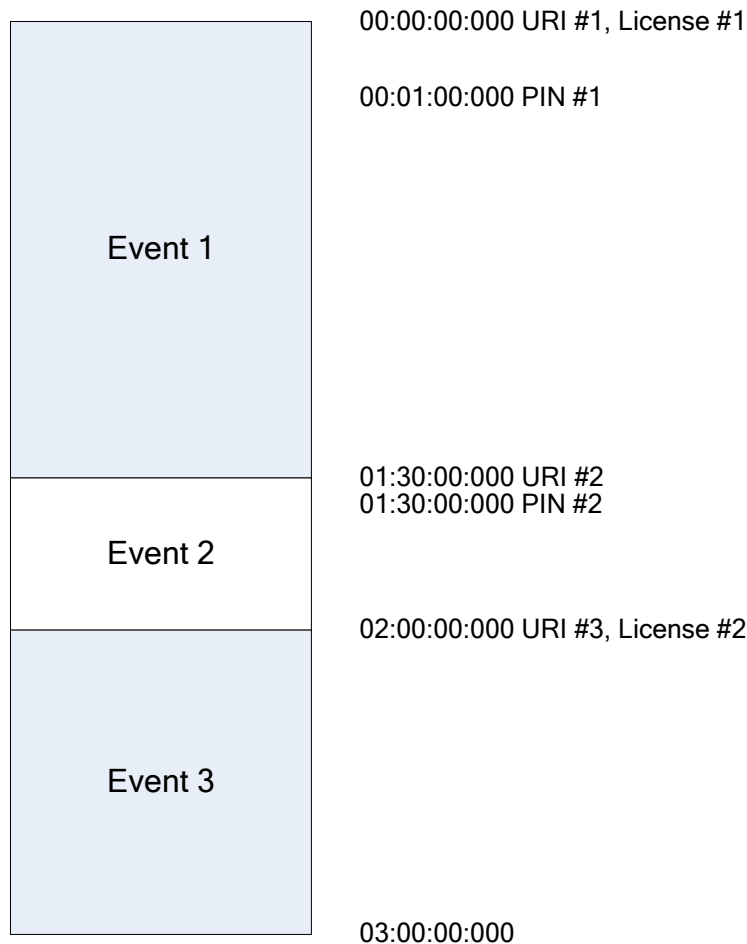 00:00:00:000 URI #1, License #1
00:01:00:000 PIN #1
Event 1
01:30:00:000 URI #2
01:30:00:000 PIN #2
Event 2
02:00:00:000 URI #3, License #2
Event 3
03:00:00:000